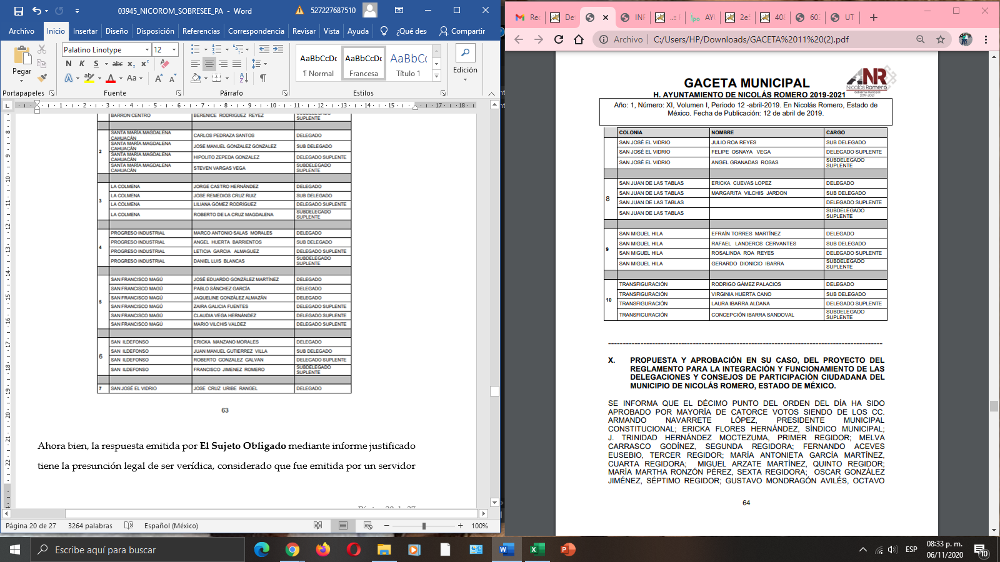 03945_NICOROM_SOBRESEE_PA - Word
527227687510
Archivo Inicio Insertar Diseño Disposición Referencias Correspondencia Revisar Vista Ayuda ¿Qué des Compartir
Palatino Linotype 12
Pegar
N K S abc x₂ x²
AaBbCcDc AaBbCcDc AaBbC
¶ Normal Francesa Título 1
Edición
Portapapeles Fuente Párrafo Estilos
BARRON CENTRO BERENICE RODRIGUEZ REYEZ SUBDELEGADO SUPLENTE
2
SANTA MARÍA MAGDALENA CAHUACÁN CARLOS PEDRAZA SANTOS DELEGADO
SANTA MARÍA MAGDALENA CAHUACÁN JOSE MANUEL GONZALEZ GONZALEZ SUB DELEGADO
SANTA MARÍA MAGDALENA CAHUACÁN HIPOLITO ZEPEDA GONZALEZ DELEGADO SUPLENTE
SANTA MARÍA MAGDALENA CAHUACÁN STEVEN VARGAS VEGA SUBDELEGADO SUPLENTE
3
LA COLMENA JORGE CASTRO HERNÁNDEZ DELEGADO
LA COLMENA JOSE REMEDIOS CRUZ RUIZ SUB DELEGADO
LA COLMENA LILIANA GÓMEZ RODRÍGUEZ DELEGADO SUPLENTE
LA COLMENA ROBERTO DE LA CRUZ MAGDALENA SUBDELEGADO SUPLENTE
4
PROGRESO INDUSTRIAL MARCO ANTONIO SALAS MORALES DELEGADO
PROGRESO INDUSTRIAL ANGEL HUERTA BARRIENTOS SUB DELEGADO
PROGRESO INDUSTRIAL LETICIA GARCIA ALMAGUEZ DELEGADO SUPLENTE
PROGRESO INDUSTRIAL DANIEL LUIS BLANCAS SUBDELEGADO SUPLENTE
5
SAN FRANCISCO MAGÚ JOSÉ EDUARDO GONZÁLEZ MARTÍNEZ DELEGADO
SAN FRANCISCO MAGÚ PABLO SÁNCHEZ GARCÍA DELEGADO
SAN FRANCISCO MAGÚ JAQUELINE GONZÁLEZ ALMAZÁN DELEGADO
SAN FRANCISCO MAGÚ ZAIRA GALICIA FUENTES DELEGADO SUPLENTE
SAN FRANCISCO MAGÚ CLAUDIA VEGA HERNÁNDEZ DELEGADO SUPLENTE
SAN FRANCISCO MAGÚ MARIO VILCHIS VALDEZ DELEGADO SUPLENTE
6
SAN ILDEFONSO ERICKA MANZANO MORALES DELEGADO
SAN ILDEFONSO JUAN MANUEL GUTIERREZ VILLA SUB DELEGADO
SAN ILDEFONSO ROBERTO GONZALEZ GALVAN DELEGADO SUPLENTE
SAN ILDEFONSO FRANCISCO JIMENEZ ROMERO SUBDELEGADO SUPLENTE
7 SAN JOSÉ EL VIDRIO JOSE CRUZ URIBE RANGEL DELEGADO
63
Ahora bien, la respuesta emitida por El Sujeto Obligado mediante informe justificado
tiene la presunción legal de ser verídica, considerado que fue emitida por un servidor
Página 20 de 27 3264 palabras Español (México) 100%
Rec De INF AYU 2e5 408 603 UT
Archivo C:/Users/HP/Downloads/GACETA%2011%20(2).pdf
GACETA MUNICIPAL
H. AYUNTAMIENTO DE NICOLÁS ROMERO 2019-2021
ANR
Nicolás Romero
Año: 1, Número: XI, Volumen I, Periodo 12 -abril-2019. En Nicolás Romero, Estado de
México. Fecha de Publicación: 12 de abril de 2019.
COLONIA NOMBRE CARGO
SAN JOSÉ EL VIDRIO JULIO ROA REYES SUB DELEGADO
SAN JOSÉ EL VIDRIO FELIPE OSNAYA VEGA DELEGADO SUPLENTE
SAN JOSÉ EL VIDRIO ANGEL GRANADAS ROSAS SUBDELEGADO SUPLENTE
8
SAN JUAN DE LAS TABLAS ERICKA CUEVAS LOPEZ DELEGADO
SAN JUAN DE LAS TABLAS MARGARITA VILCHIS JARDON SUB DELEGADO
SAN JUAN DE LAS TABLAS DELEGADO SUPLENTE
SAN JUAN DE LAS TABLAS SUBDELEGADO SUPLENTE
9
SAN MIGUEL HILA EFRAÍN TORRES MARTÍNEZ DELEGADO
SAN MIGUEL HILA RAFAEL LANDEROS CERVANTES SUB DELEGADO
SAN MIGUEL HILA ROSALINDA ROA REYES DELEGADO SUPLENTE
SAN MIGUEL HILA GERARDO DIONICIO IBARRA SUBDELEGADO SUPLENTE
10
TRANSFIGURACIÓN RODRIGO GÁMEZ PALACIOS DELEGADO
TRANSFIGURACIÓN VIRGINIA HUERTA CANO SUB DELEGADO
TRANSFIGURACIÓN LAURA IBARRA ALDANA DELEGADO SUPLENTE
TRANSFIGURACIÓN CONCEPCIÓN IBARRA SANDOVAL SUBDELEGADO SUPLENTE
X. PROPUESTA Y APROBACIÓN EN SU CASO, DEL PROYECTO DEL
REGLAMENTO PARA LA INTEGRACIÓN Y FUNCIONAMIENTO DE LAS
DELEGACIONES Y CONSEJOS DE PARTICIPACIÓN CIUDADANA DEL
MUNICIPIO DE NICOLÁS ROMERO, ESTADO DE MÉXICO.
SE INFORMA QUE EL DÉCIMO PUNTO DEL ORDEN DEL DÍA HA SIDO
APROBADO POR MAYORÍA DE CATORCE VOTOS SIENDO DE LOS CC.
ARMANDO NAVARRETE LÓPEZ, PRESIDENTE MUNICIPAL
CONSTITUCIONAL; ERICKA FLORES HERNÁNDEZ, SÍNDICO MUNICIPAL;
J. TRINIDAD HERNÁNDEZ MOCTEZUMA, PRIMER REGIDOR; MELVA
CARRASCO GODÍNEZ, SEGUNDA REGIDORA; FERNANDO ACEVES
EUSEBIO, TERCER REGIDOR; MARÍA ANTONIETA GARCÍA MARTÍNEZ,
CUARTA REGIDORA; MIGUEL ARZATE MARTÍNEZ, QUINTO REGIDOR;
MARÍA MARTHA RONZÓN PÉREZ, SEXTA REGIDORA; OSCAR GONZÁLEZ
JIMÉNEZ, SÉPTIMO REGIDOR; GUSTAVO MONDRAGÓN AVILÉS, OCTAVO
64
Escribe aquí para buscar
ESP
08:33 p. m.
06/11/2020
10